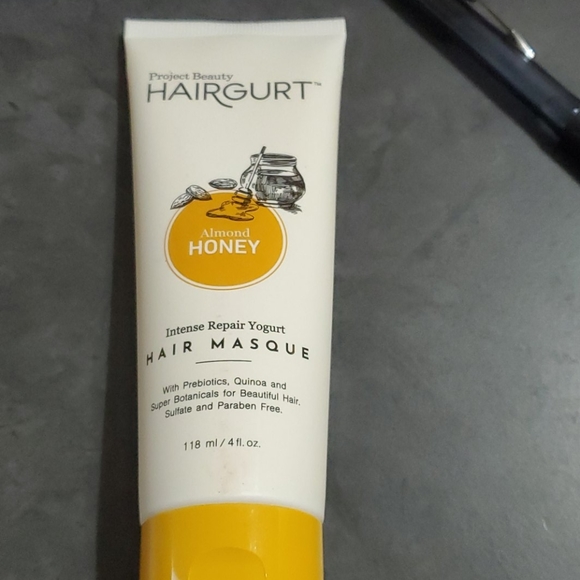 Project Beauty
HAIRGURT™
Almond
HONEY
Intense Repair Yogurt
HAIR MASQUE
With Prebiotics, Quinoa and
Super Botanicals for Beautiful Hair.
Sulfate and Paraben Free.
118 ml / 4 fl. oz.